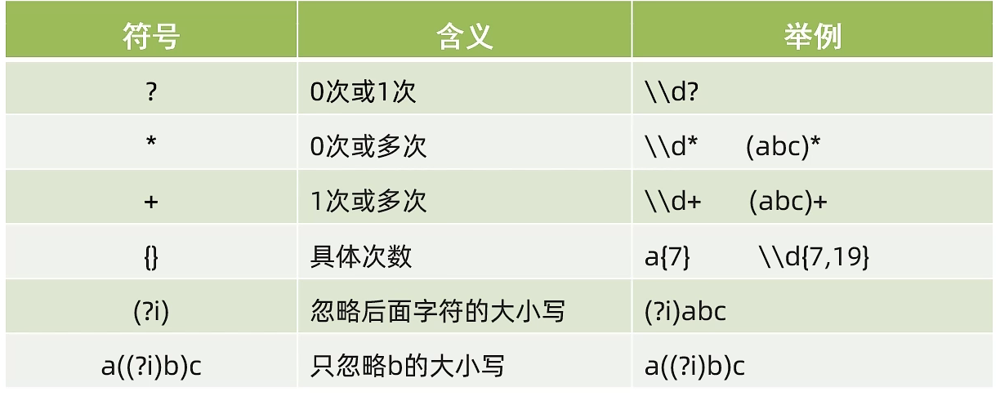 符号 含义 举例
? 0次或1次 \\d?
* 0次或多次 \\d* (abc)*
+ 1次或多次 \\d+ (abc)+
{} 具体次数 a{7} \\d{7,19}
(?i) 忽略后面字符的大小写 (?i)abc
a((?i)b)c 只忽略b的大小写 a((?i)b)c